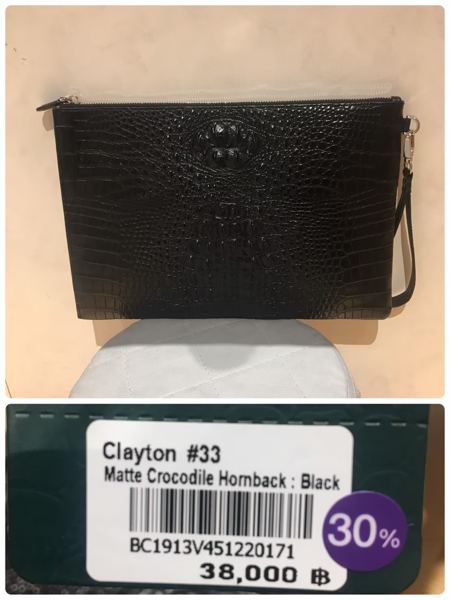 Clayton #33
Matte Crocodile Hornback : Black
BC1913V451220171
30%
38,000 ฿